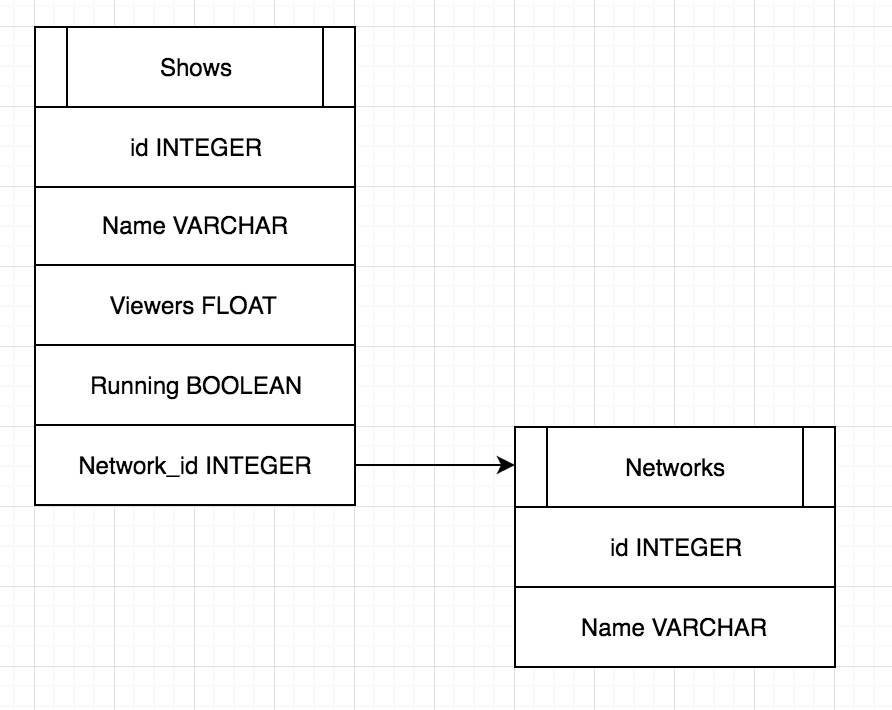 Shows
id INTEGER
Name VARCHAR
Viewers FLOAT
Running BOOLEAN
Network_id INTEGER
Networks
id INTEGER
Name VARCHAR